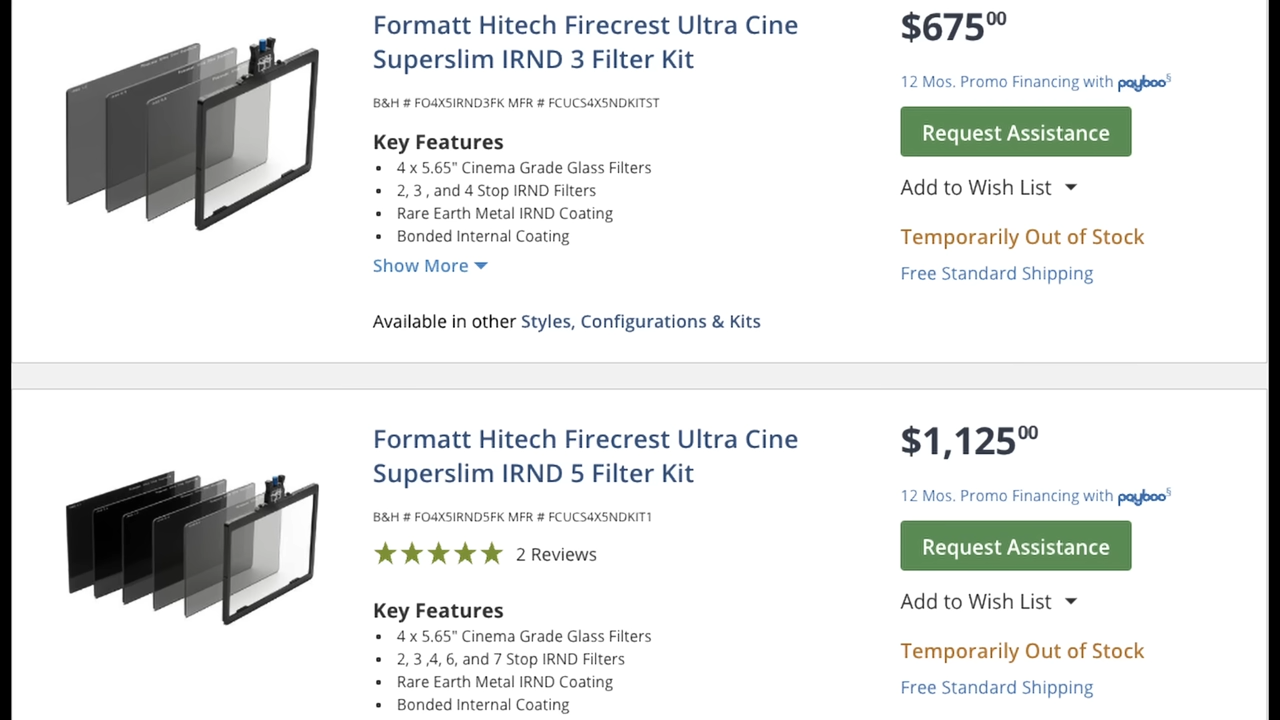 Formatt Hitech Firecrest Ultra Cine
Superslim IRND 3 Filter Kit
B&H # FO4X5IRND3FK MFR # FCUCS4X5NDKITST
Key Features
• 4 x 5.65" Cinema Grade Glass Filters
• 2, 3 , and 4 Stop IRND Filters
• Rare Earth Metal IRND Coating
• Bonded Internal Coating
Show More
Available in other Styles, Configurations & Kits
$675.00
12 Mos. Promo Financing with payboo§
Request Assistance
Add to Wish List
Temporarily Out of Stock
Free Standard Shipping
Formatt Hitech Firecrest Ultra Cine
Superslim IRND 5 Filter Kit
B&H # FO4X5IRND5FK MFR # FCUCS4X5NDKIT1
2 Reviews
Key Features
• 4 x 5.65" Cinema Grade Glass Filters
• 2, 3 ,4, 6, and 7 Stop IRND Filters
• Rare Earth Metal IRND Coating
• Bonded Internal Coating
$1,125.00
12 Mos. Promo Financing with payboo§
Request Assistance
Add to Wish List
Temporarily Out of Stock
Free Standard Shipping